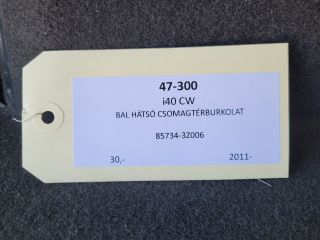 47-300
i40 CW
BAL HÁTSÓ CSOMAGTÉRBURKOLAT
85734-3Z006
30,- 2011-